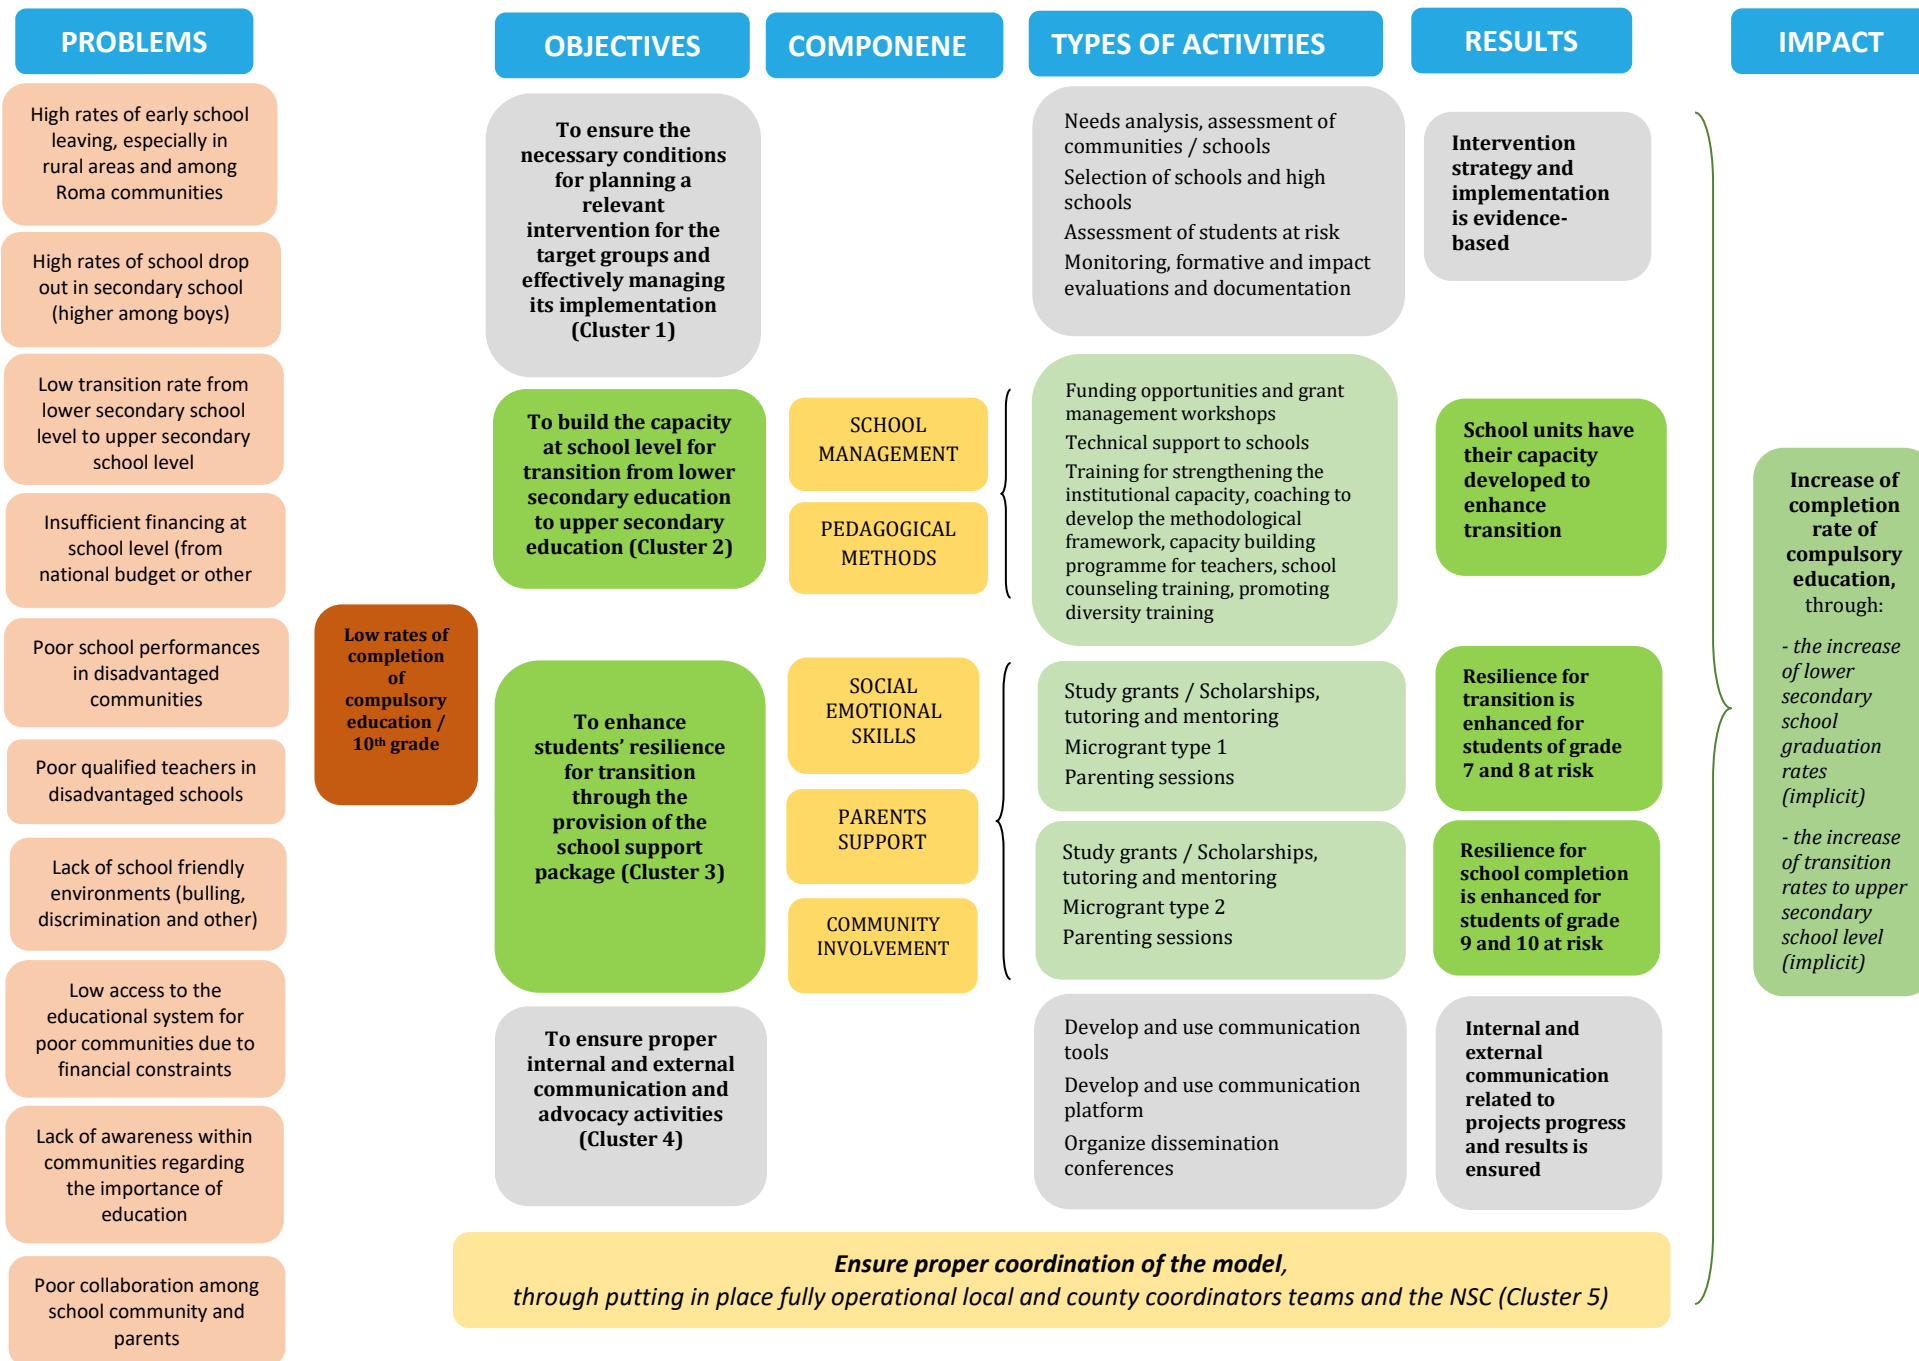 PROBLEMS
OBJECTIVES
COMPONENE
TYPES OF ACTIVITIES
RESULTS
IMPACT
High rates of early school
leaving, especially in
rural areas and among
Roma communities
High rates of school drop
out in secondary school
(higher among boys)
Low transition rate from
lower secondary school
level to upper secondary
school level
Insufficient financing at
school level (from
national budget or other
Poor school performances
in disadvantaged
communities
Poor qualified teachers in
disadvantaged schools
Lack of school friendly
environments (bulling,
discrimination and other)
Low access to the
educational system for
poor communities due to
financial constraints
Lack of awareness within
communities regarding
the importance of
education
Poor collaboration among
school community and
parents
Low rates of
completion
of
compulsory
education /
10th grade
To ensure the
necessary conditions
for planning a
relevant
intervention for the
target groups and
effectively managing
its implementation
(Cluster 1)
To build the capacity
at school level for
transition from lower
secondary education
to upper secondary
education (Cluster 2)
To enhance
students’ resilience
for transition
through the
provision of the
school support
package (Cluster 3)
To ensure proper
internal and external
communication and
advocacy activities
(Cluster 4)
SCHOOL
MANAGEMENT
PEDAGOGICAL
METHODS
SOCIAL
EMOTIONAL
SKILLS
PARENTS
SUPPORT
COMMUNITY
INVOLVEMENT
Needs analysis, assessment of
communities / schools
Selection of schools and high
schools
Assessment of students at risk
Monitoring, formative and impact
evaluations and documentation
Funding opportunities and grant
management workshops
Technical support to schools
Training for strengthening the
institutional capacity, coaching to
develop the methodological
framework, capacity building
programme for teachers, school
counseling training, promoting
diversity training
Study grants / Scholarships,
tutoring and mentoring
Microgrant type 1
Parenting sessions
Study grants / Scholarships,
tutoring and mentoring
Microgrant type 2
Parenting sessions
Develop and use communication
tools
Develop and use communication
platform
Organize dissemination
conferences
Intervention
strategy and
implementation
is evidence-
based
School units have
their capacity
developed to
enhance
transition
Resilience for
transition is
enhanced for
students of grade
7 and 8 at risk
Resilience for
school completion
is enhanced for
students of grade
9 and 10 at risk
Internal and
external
communication
related to
projects progress
and results is
ensured
Increase of
completion
rate of
compulsory
education,
through:
- the increase
of lower
secondary
school
graduation
rates
(implicit)
- the increase
of transition
rates to upper
secondary
school level
(implicit)
Ensure proper coordination of the model,
through putting in place fully operational local and county coordinators teams and the NSC (Cluster 5)